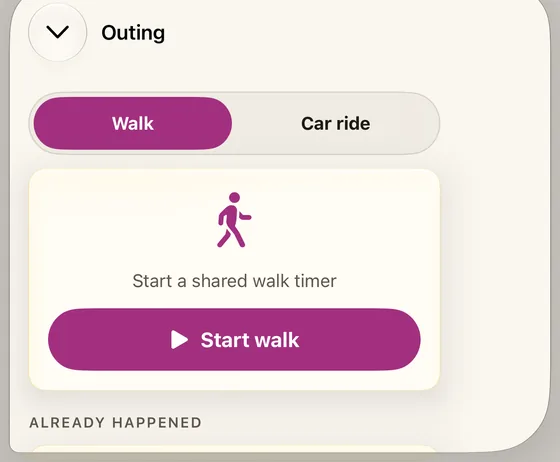 Outing
Walk
Car ride
Start a shared walk timer
Start walk
ALREADY HAPPENED